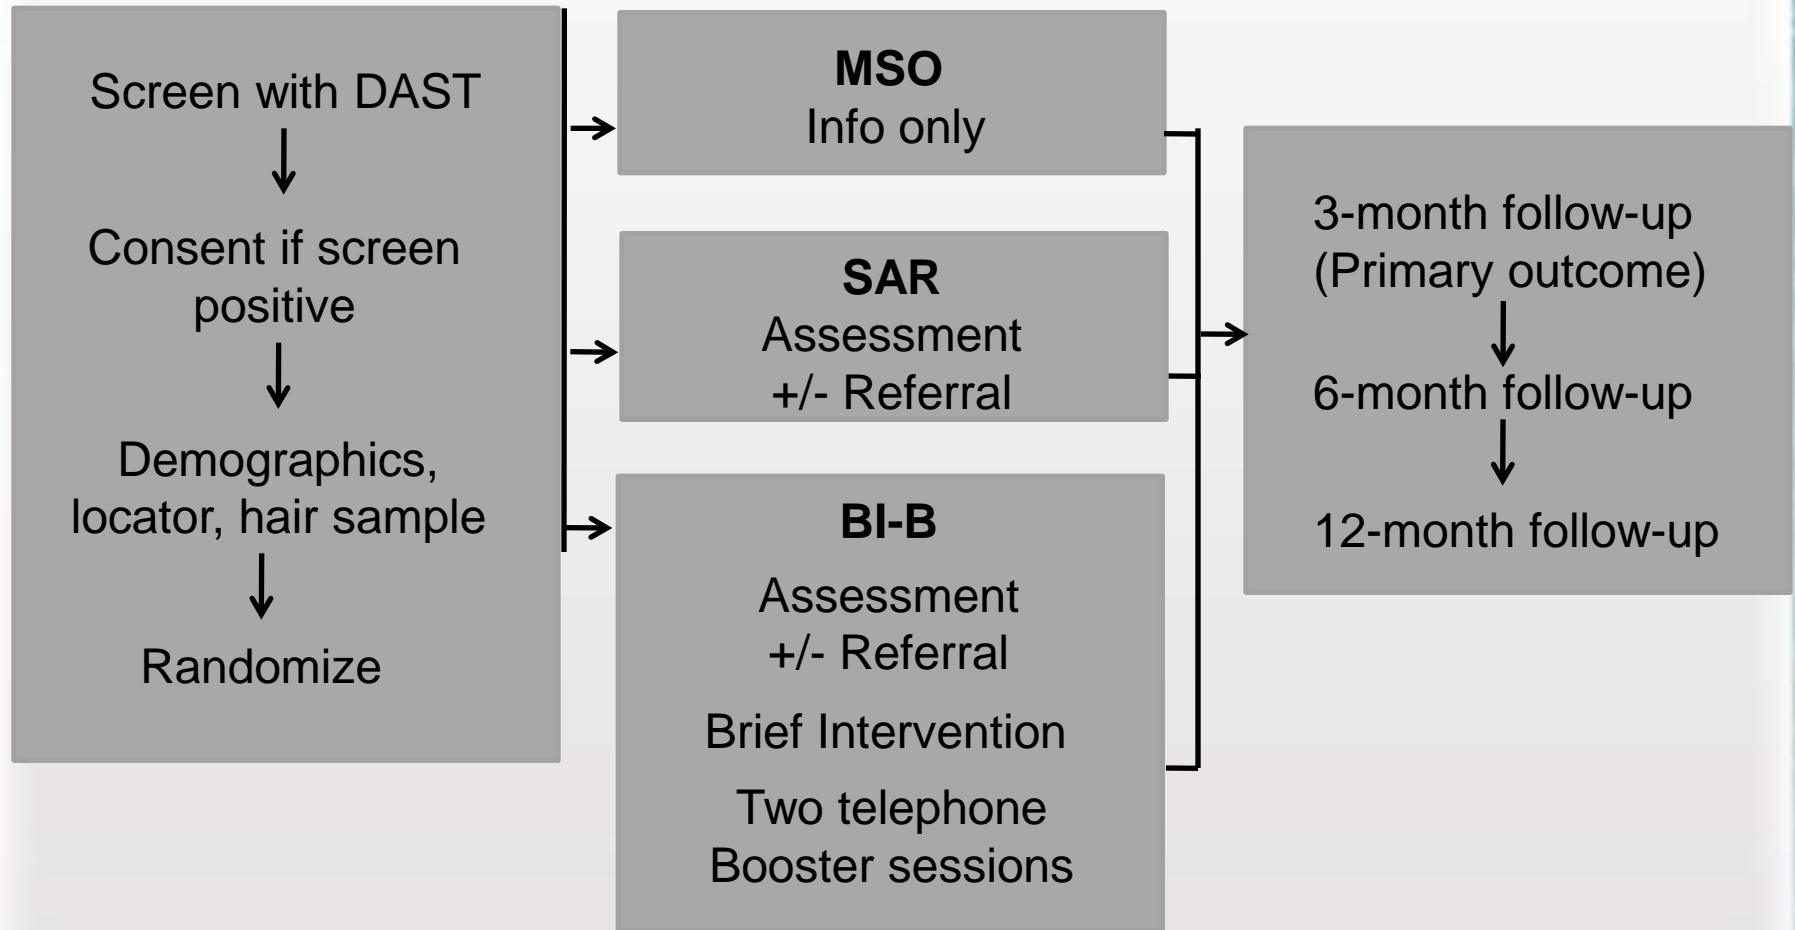 Screen with DAST
Consent if screen
positive
Demographics,
locator, hair sample
Randomize
MSO
Info only
SAR
Assessment
+/- Referral
BI-B
Assessment
+/- Referral
Brief Intervention
Two telephone
Booster sessions
3-month follow-up
(Primary outcome)
6-month follow-up
12-month follow-up